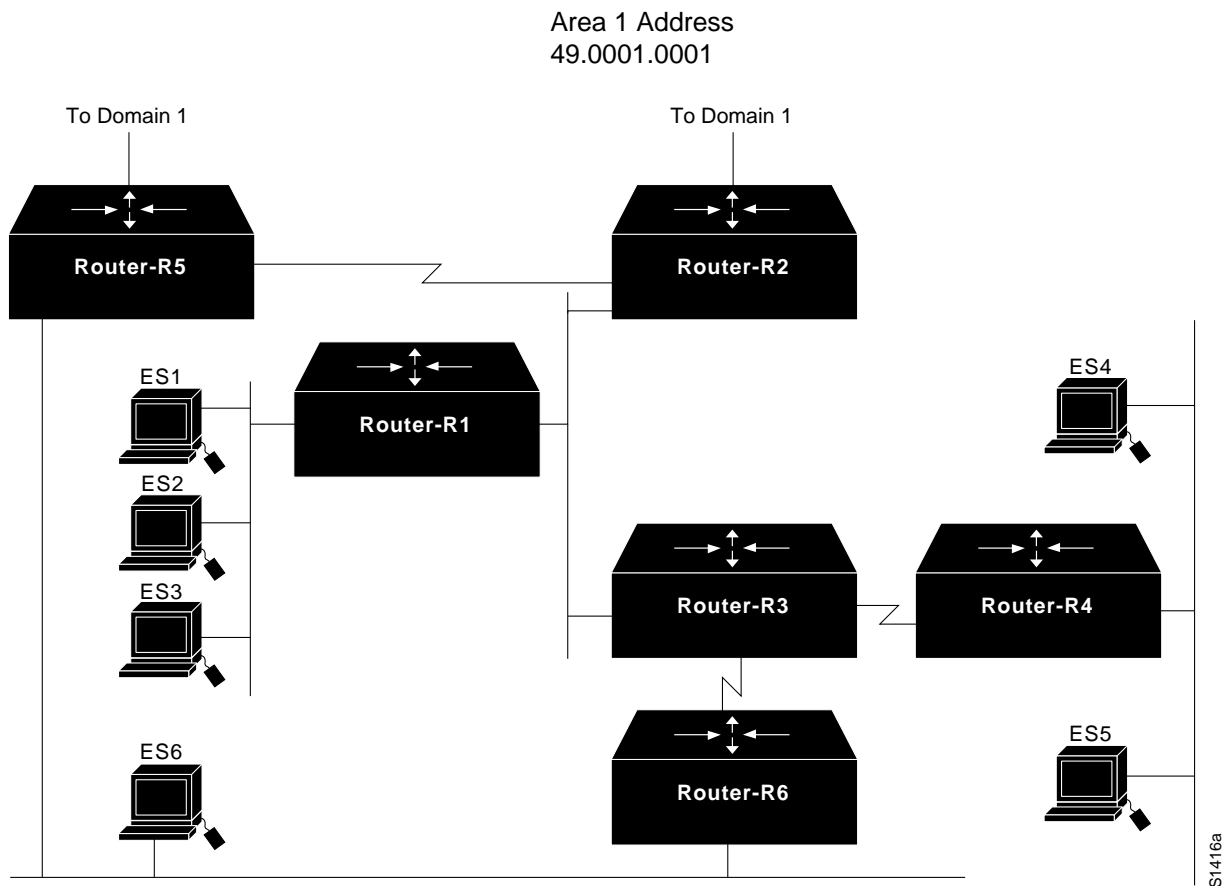 Area 1 Address
49.0001.0001
To Domain 1
To Domain 1
Router-R5
Router-R2
ES1
Router-R1
ES4
ES2
ES3
Router-R3
Router-R4
ES6
Router-R6
ES5
S1416a